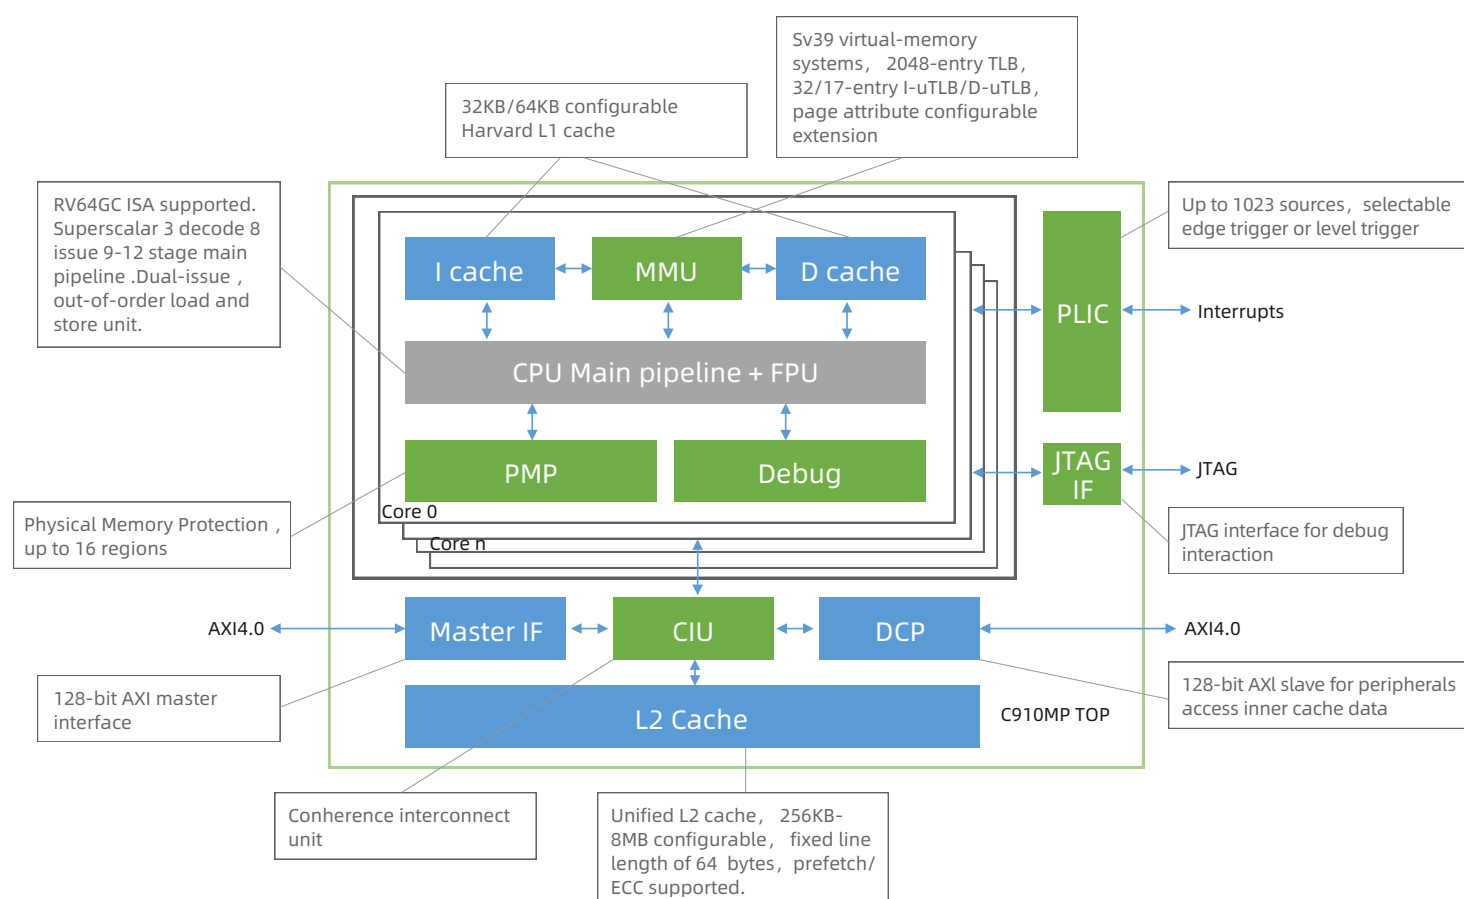 Sv39 virtual-memory
systems, 2048-entry TLB,
32/17-entry I-uTLB/D-uTLB,
page attribute configurable
extension
32KB/64KB configurable
Harvard L1 cache
RV64GC ISA supported.
Superscalar 3 decode 8
issue 9-12 stage main
pipeline .Dual-issue ,
out-of-order load and
store unit.
Up to 1023 sources, selectable
edge trigger or level trigger
I cache
MMU
D cache
PLIC
Interrupts
CPU Main pipeline + FPU
PMP
Debug
JTAG
IF
JTAG
Core 0
Core n
Physical Memory Protection ,
up to 16 regions
JTAG interface for debug
interaction
AXI4.0
Master IF
CIU
DCP
AXI4.0
128-bit AXI master
interface
L2 Cache
C910MP TOP
128-bit AXI slave for peripherals
access inner cache data
Conherence interconnect
unit
Unified L2 cache, 256KB-
8MB configurable, fixed line
length of 64 bytes, prefetch/
ECC supported.